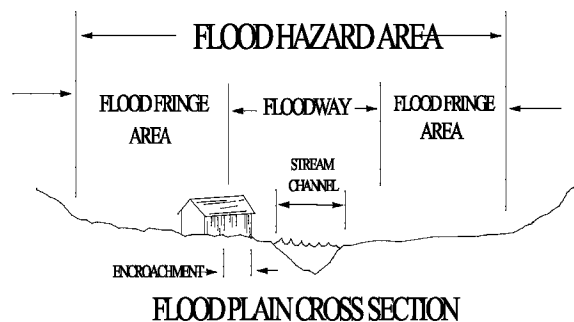 FLOOD HAZARD AREA
FLOOD FRINGE
AREA
FLOODWAY
FLOOD FRINGE
AREA
STREAM
CHANNEL
ENCROACHMENT
FLOOD PLAIN CROSS SECTION